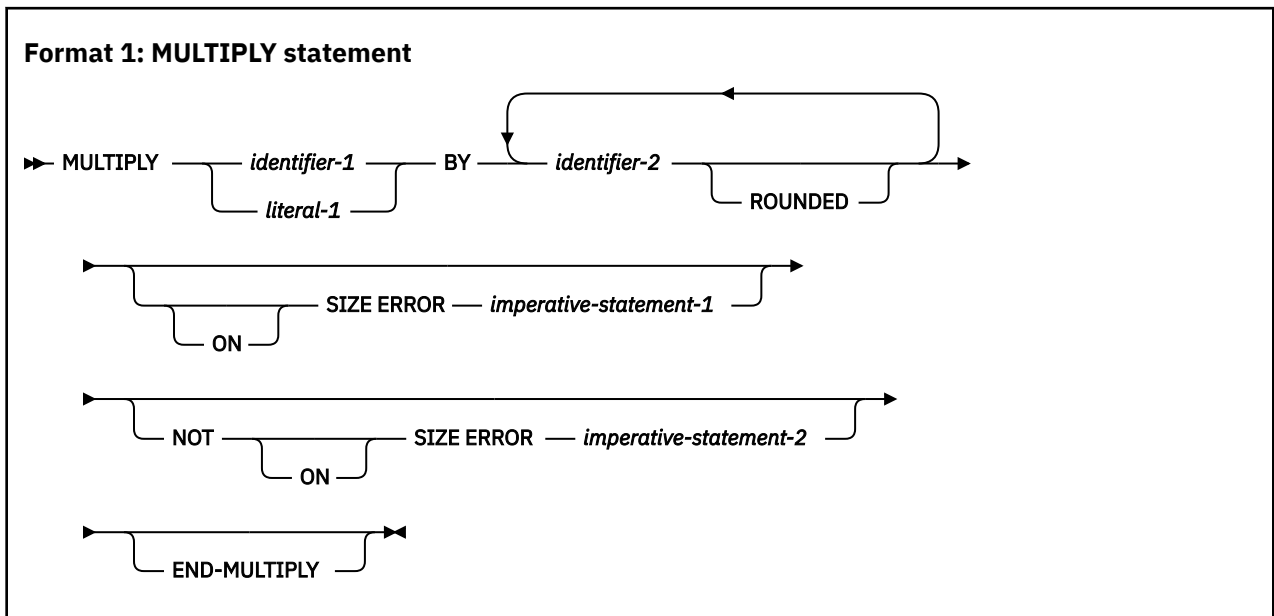 Format 1: MULTIPLY statement
MULTIPLY identifier-1 BY identifier-2
literal-1 ROUNDED
SIZE ERROR imperative-statement-1
ON
NOT SIZE ERROR imperative-statement-2
ON
END-MULTIPLY